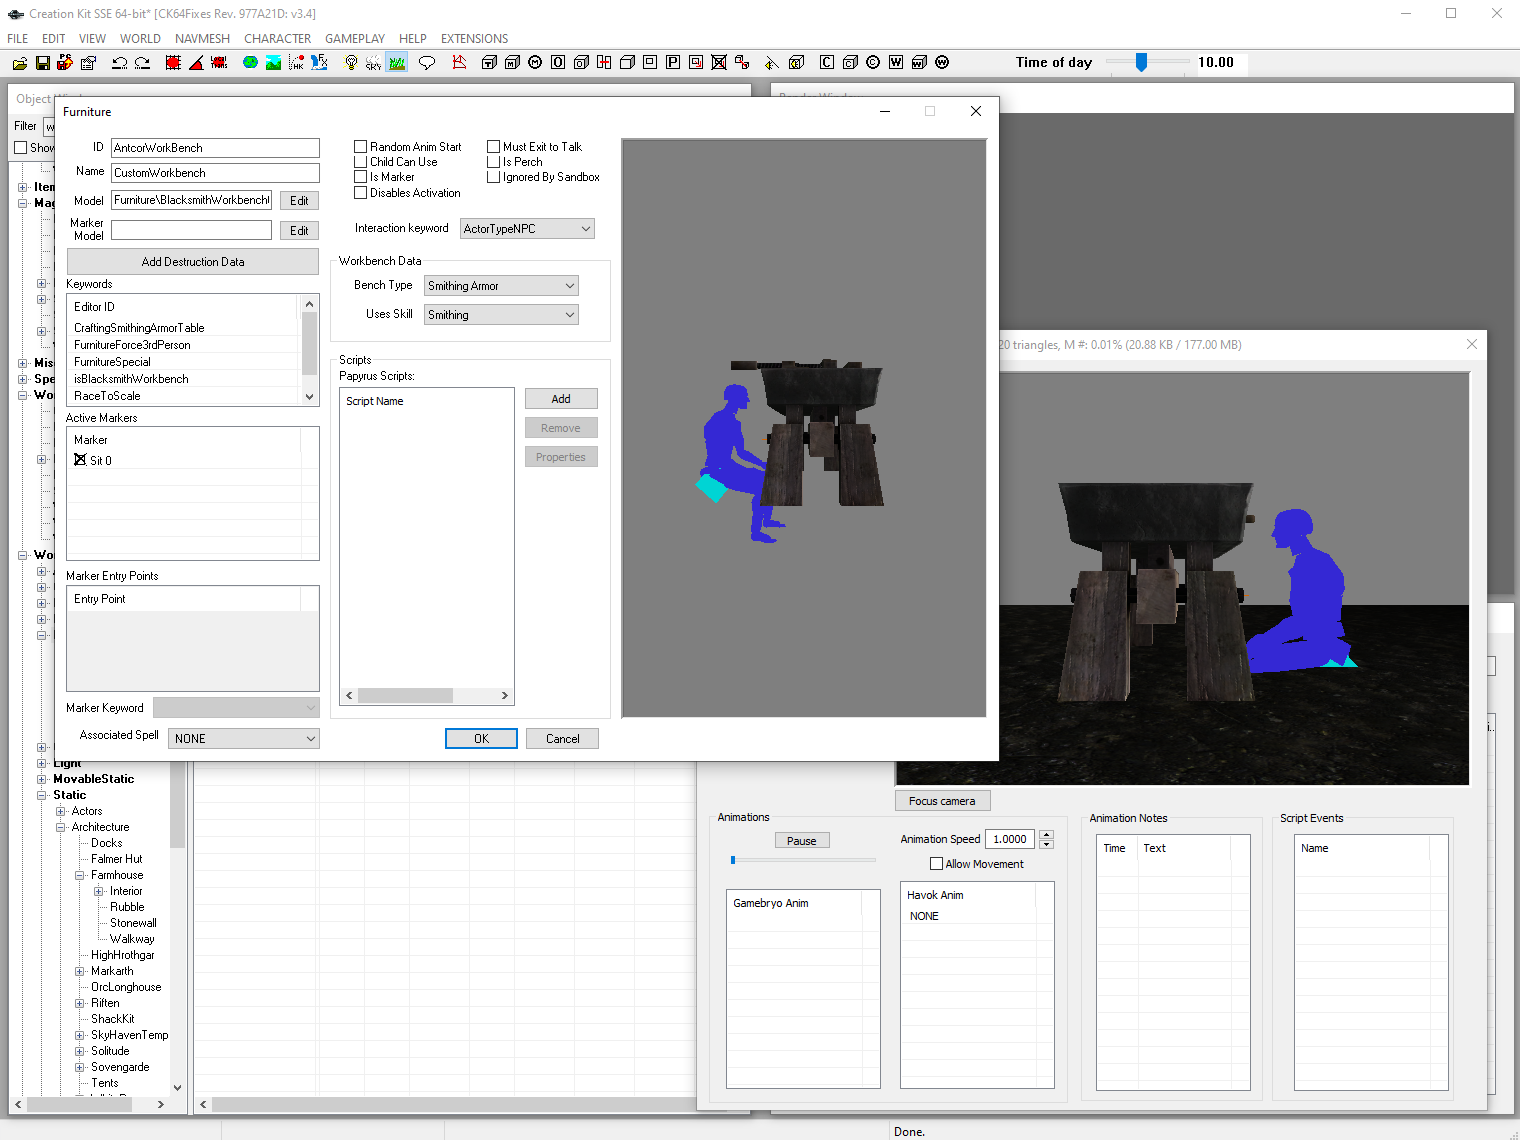 Creation Kit SSE 64-bit* [CK64Fixes Rev. 977A21D: v3.4]
FILE EDIT VIEW WORLD NAVMESH CHARACTER GAMEPLAY HELP EXTENSIONS
Time of day 10.00
Object
Filter
Show
Furniture
ID AntcorWorkBench
Name CustomWorkbench
Model Furniture\BlacksmithWorkbench Edit
Marker Model Edit
Add Destruction Data
Keywords
Editor ID
CraftingSmithingArmorTable
FurnitureForce3rdPerson
FurnitureSpecial
isBlacksmithWorkbench
RaceToScale
Active Markers
Marker
Sit 0
Marker Entry Points
Entry Point
Marker Keyword
Associated Spell NONE
Random Anim Start
Child Can Use
Is Marker
Disables Activation
Must Exit to Talk
Is Perch
Ignored By Sandbox
Interaction keyword ActorTypeNPC
Workbench Data
Bench Type Smithing Armor
Uses Skill Smithing
Scripts
Papyrus Scripts:
Script Name
Add
Remove
Properties
OK Cancel
20 triangles, M #: 0.01% (20.88 KB / 177.00 MB)
Item
Mag
Mis
Spe
Wo
Wo
Light
MovableStatic
Static
Actors
Architecture
Docks
Falmer Hut
Farmhouse
Interior
Rubble
Stonewall
Walkway
HighHrothgar
Markarth
OrcLonghouse
Riften
ShackKit
SkyHavenTemp
Solitude
Sovengarde
Tents
Focus camera
Animations
Pause
Animation Speed 1.0000
Allow Movement
Gamebryo Anim
Havok Anim
NONE
Animation Notes
Time Text
Script Events
Name
Done.